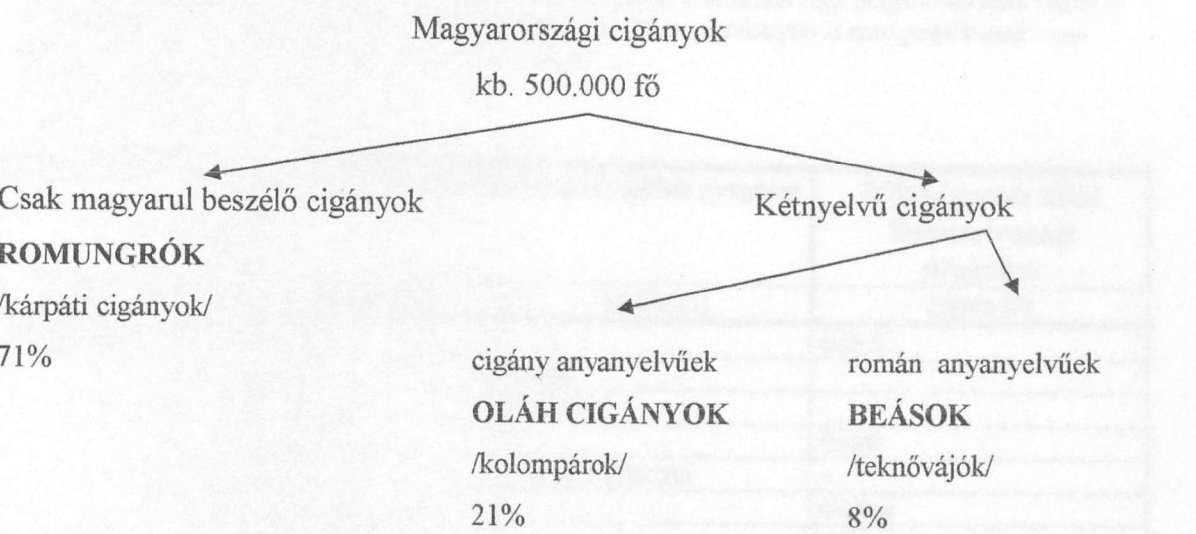 Magyarországi cigányok
kb. 500.000 fő
Csak magyarul beszélő cigányok
ROMUNGRÓK
/kárpáti cigányok/
71%
Kétnyelvű cigányok
cigány anyanyelvűek
OLÁH CIGÁNYOK
/kolompárok/
21%
román anyanyelvűek
BEÁSOK
/teknővájók/
8%